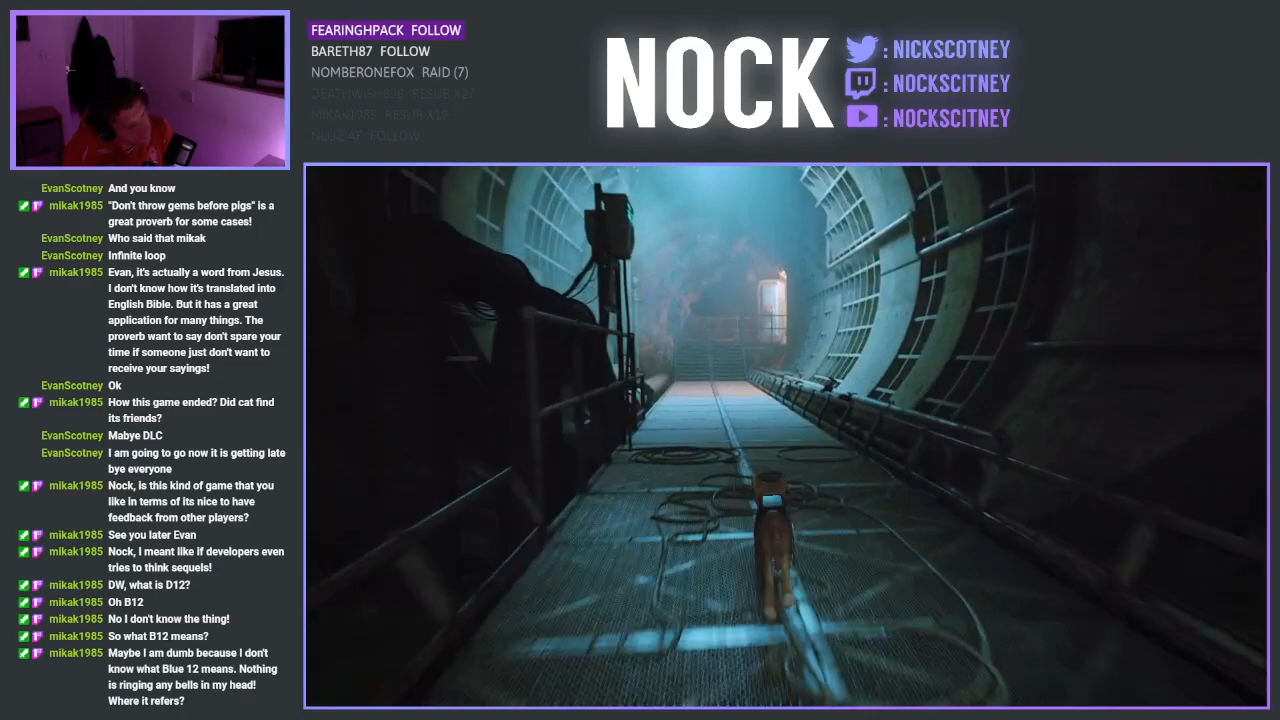 FEARINGHPACK FOLLOW
BARETH87 FOLLOW
NOMBERONEFOX RAID (7)
MIKAK1985 RESUB X19
NOCK
: NICKSCOTNEY
: NOCKSCITNEY
: NOCKSCITNEY
EvanScotney And you know
mikak1985 "Don't throw gems before pigs" is a
great proverb for some cases!
EvanScotney Who said that mikak
EvanScotney Infinite loop
mikak1985 Evan, it's actually a word from Jesus.
I don't know how it's translated into
English Bible. But it has a great
application for many things. The
proverb want to say don't spare your
time if someone just don't want to
receive your sayings!
EvanScotney Ok
mikak1985 How this game ended? Did cat find
its friends?
EvanScotney Mabye DLC
EvanScotney I am going to go now it is getting late
bye everyone
mikak1985 Nock, is this kind of game that you
like in terms of its nice to have
feedback from other players?
mikak1985 See you later Evan
mikak1985 Nock, I meant like if developers even
tries to think sequels!
mikak1985 DW, what is D12?
mikak1985 Oh B12
mikak1985 No I don't know the thing!
mikak1985 So what B12 means?
mikak1985 Maybe I am dumb because I don't
know what Blue 12 means. Nothing
is ringing any bells in my head!
Where it refers?